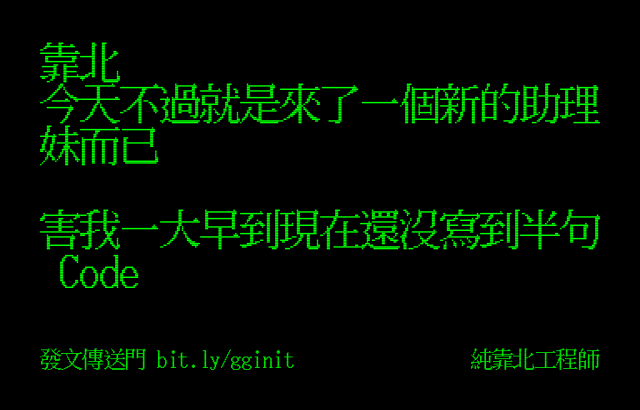 靠北
今天不過就是來了一個新的助理
妹而已
害我一大早到現在還沒寫到半句
Code
發文傳送門 bit.ly/gginit
純靠北工程師